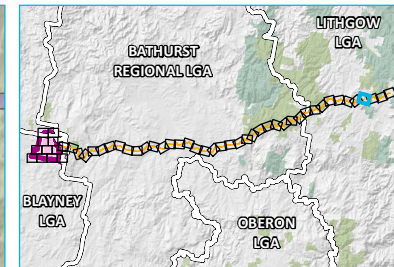 LITHGOW
LGA
BATHURST
REGIONAL LGA
BLAYNEY
LGA
OBERON
LGA